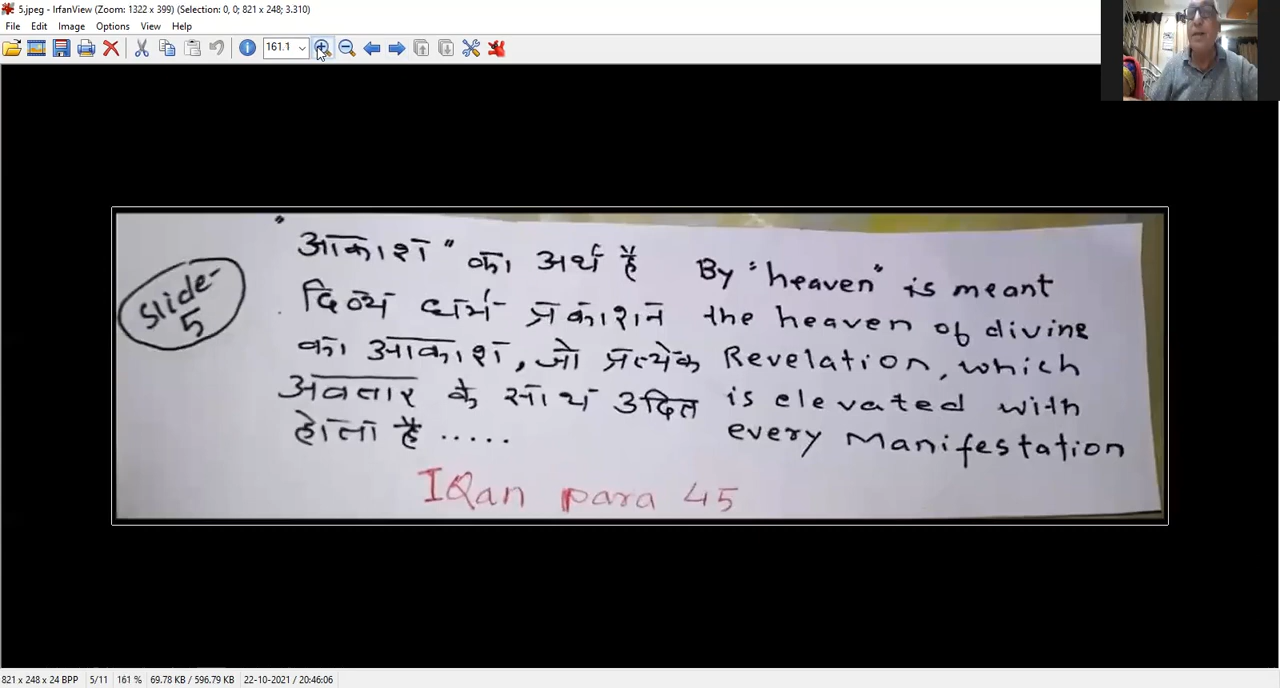 5.jpeg - IrfanView (Zoom: 1322 x 399) (Selection: 0, 0; 821 x 248; 3.310)
File Edit Image Options View Help
161.1
Slide-
5
"आकाश" का अर्थ है
दिव्य धर्म प्रकाशन
का आकाश, जो प्रत्येक
अवतार के साथ उदित
होता है .....
By "heaven" is meant
the heaven of divine
Revelation, which
is elevated with
every Manifestation
IQan para 45
821 x 248 x 24 BPP 5/11 161 % 69.78 KB / 596.79 KB 22-10-2021 / 20:46:06